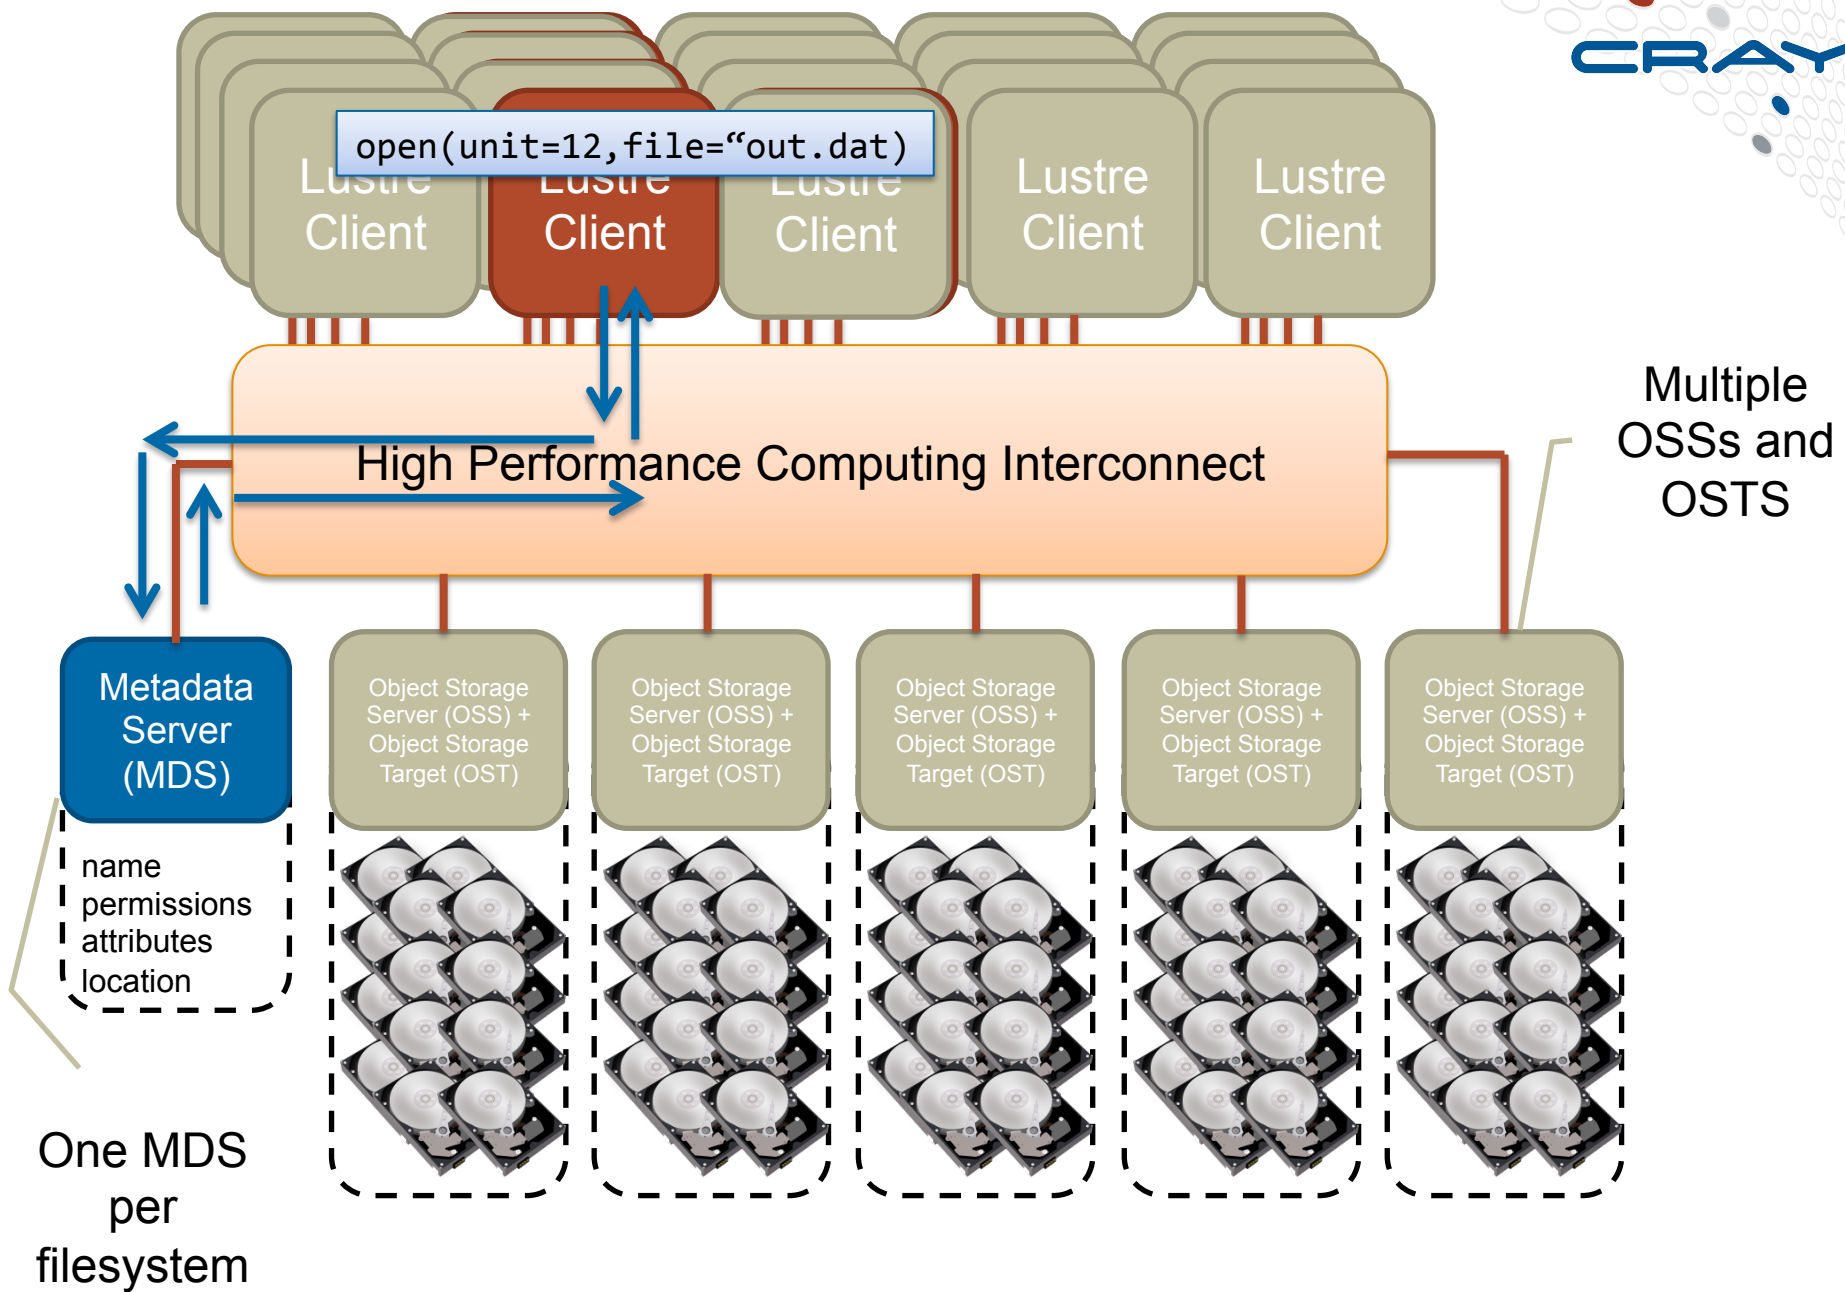 CRAY
open(unit=12,file=“out.dat)
Lustre
Client
Lustre
Client
Lustre
Client
Lustre
Client
Lustre
Client
High Performance Computing Interconnect
Multiple
OSSs and
OSTS
Metadata
Server
(MDS)
Object Storage
Server (OSS) +
Object Storage
Target (OST)
Object Storage
Server (OSS) +
Object Storage
Target (OST)
Object Storage
Server (OSS) +
Object Storage
Target (OST)
Object Storage
Server (OSS) +
Object Storage
Target (OST)
Object Storage
Server (OSS) +
Object Storage
Target (OST)
name
permissions
attributes
location
One MDS
per
filesystem